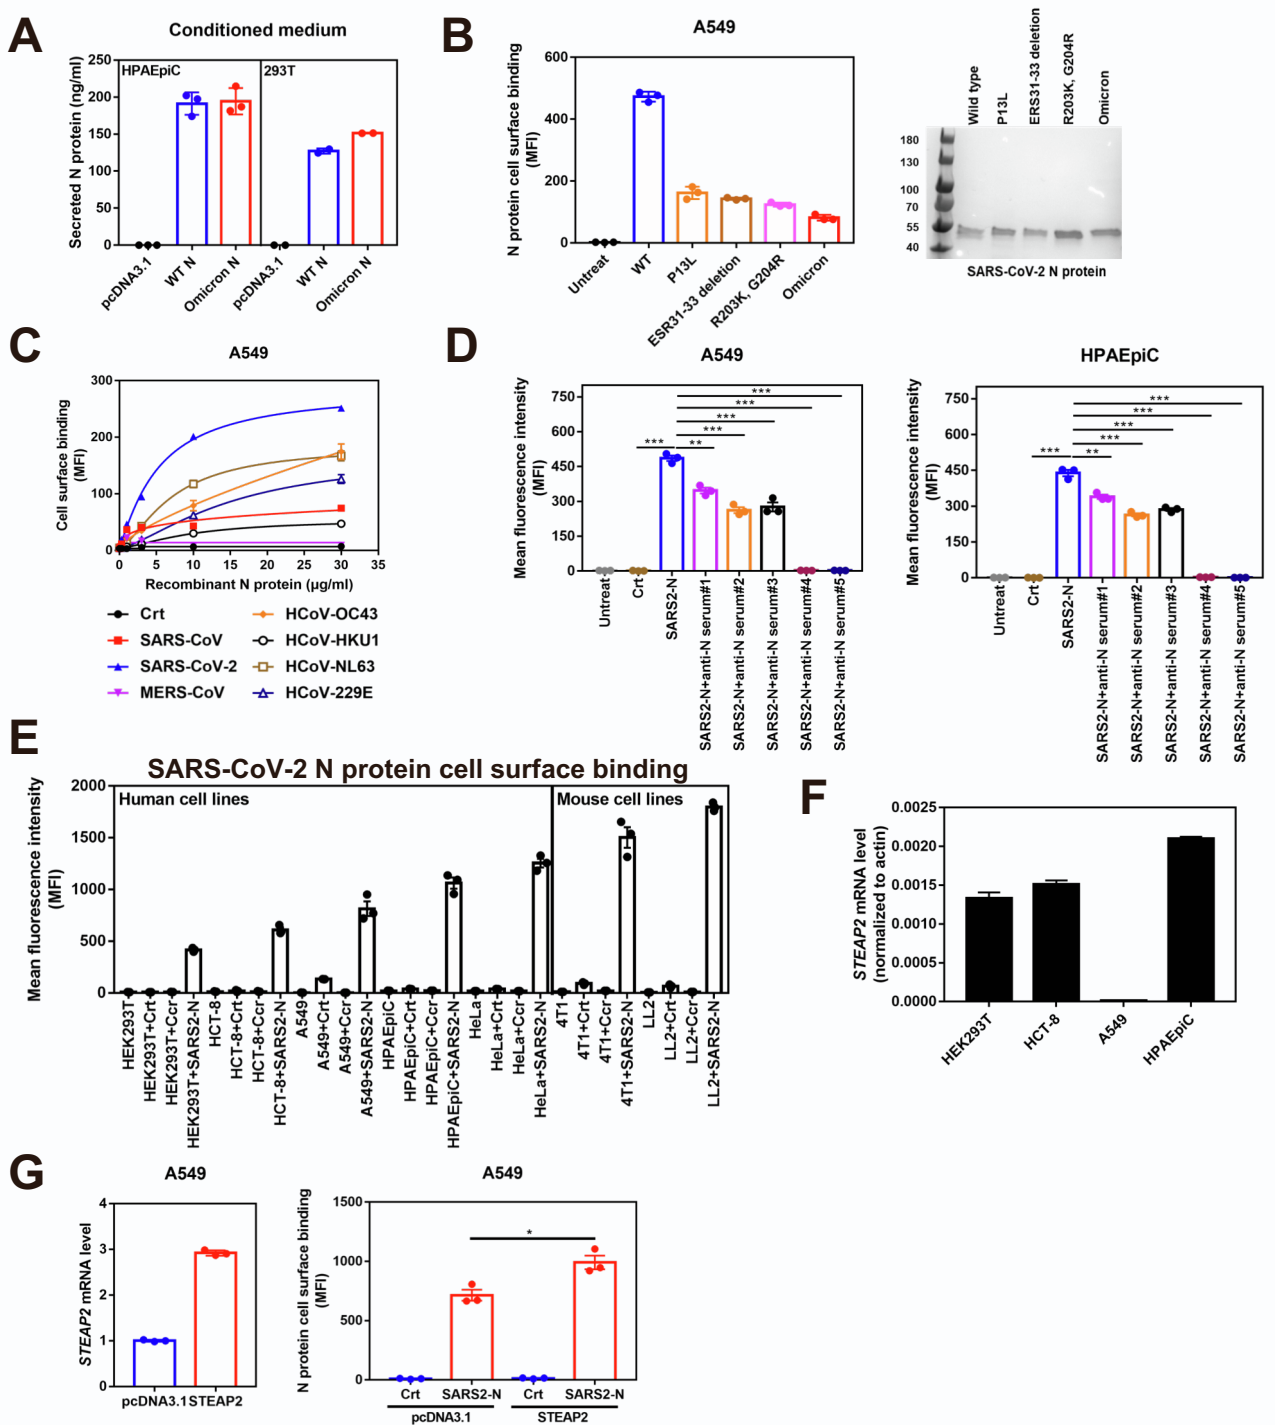 A
Conditioned medium
Secreted N protein (ng/ml)
250
200
150
100
50
0
HPAEpiC
293T
pcDNA3.1
WT N
Omicron N
pcDNA3.1
WT N
Omicron N
B
A549
N protein cell surface binding
(MFI)
600
400
200
0
Untreat
WT
P13L
ESR31-33 deletion
R203K, G204R
Omicron
Wild type
P13L
ERS31-33 deletion
R203K, G204R
Omicron
180
130
100
70
55
40
SARS-CoV-2 N protein
C
A549
Cell surface binding
(MFI)
300
200
100
0
0 5 10 15 20 25 30 35
Recombinant N protein (µg/ml)
Crt
SARS-CoV
SARS-CoV-2
MERS-CoV
HCoV-OC43
HCoV-HKU1
HCoV-NL63
HCoV-229E
D
A549
Mean fluorescence intensity
(MFI)
750
600
450
300
150
0
***
***
***
***
*** **
Untreat
Crt
SARS2-N
SARS2-N+anti-N serum#1
SARS2-N+anti-N serum#2
SARS2-N+anti-N serum#3
SARS2-N+anti-N serum#4
SARS2-N+anti-N serum#5
HPAEpiC
Mean fluorescence intensity
(MFI)
750
600
450
300
150
0
***
***
***
***
*** **
Untreat
Crt
SARS2-N
SARS2-N+anti-N serum#1
SARS2-N+anti-N serum#2
SARS2-N+anti-N serum#3
SARS2-N+anti-N serum#4
SARS2-N+anti-N serum#5
E
SARS-CoV-2 N protein cell surface binding
Mean fluorescence intensity
(MFI)
2000
1500
1000
500
0
Human cell lines
Mouse cell lines
HEK293T
HEK293T+Crt
HEK293T+Ccr
HEK293T+SARS2-N
HCT-8
HCT-8+Crt
HCT-8+Ccr
HCT-8+SARS2-N
A549
A549+Crt
A549+Ccr
A549+SARS2-N
HPAEpiC
HPAEpiC+Crt
HPAEpiC+Ccr
HPAEpiC+SARS2-N
HeLa
HeLa+Crt
HeLa+Ccr
HeLa+SARS2-N
4T1
4T1+Crt
4T1+Ccr
4T1+SARS2-N
LL2
LL2+Crt
LL2+Ccr
LL2+SARS2-N
F
STEAP2 mRNA level
(normalized to actin)
0.0025
0.0020
0.0015
0.0010
0.0005
0.0000
HEK293T
HCT-8
A549
HPAEpiC
G
A549
STEAP2 mRNA level
4
3
2
1
0
pcDNA3.1 STEAP2
A549
N protein cell surface binding
(MFI)
1500
1000
500
0
*
Crt SARS2-N Crt SARS2-N
pcDNA3.1 STEAP2